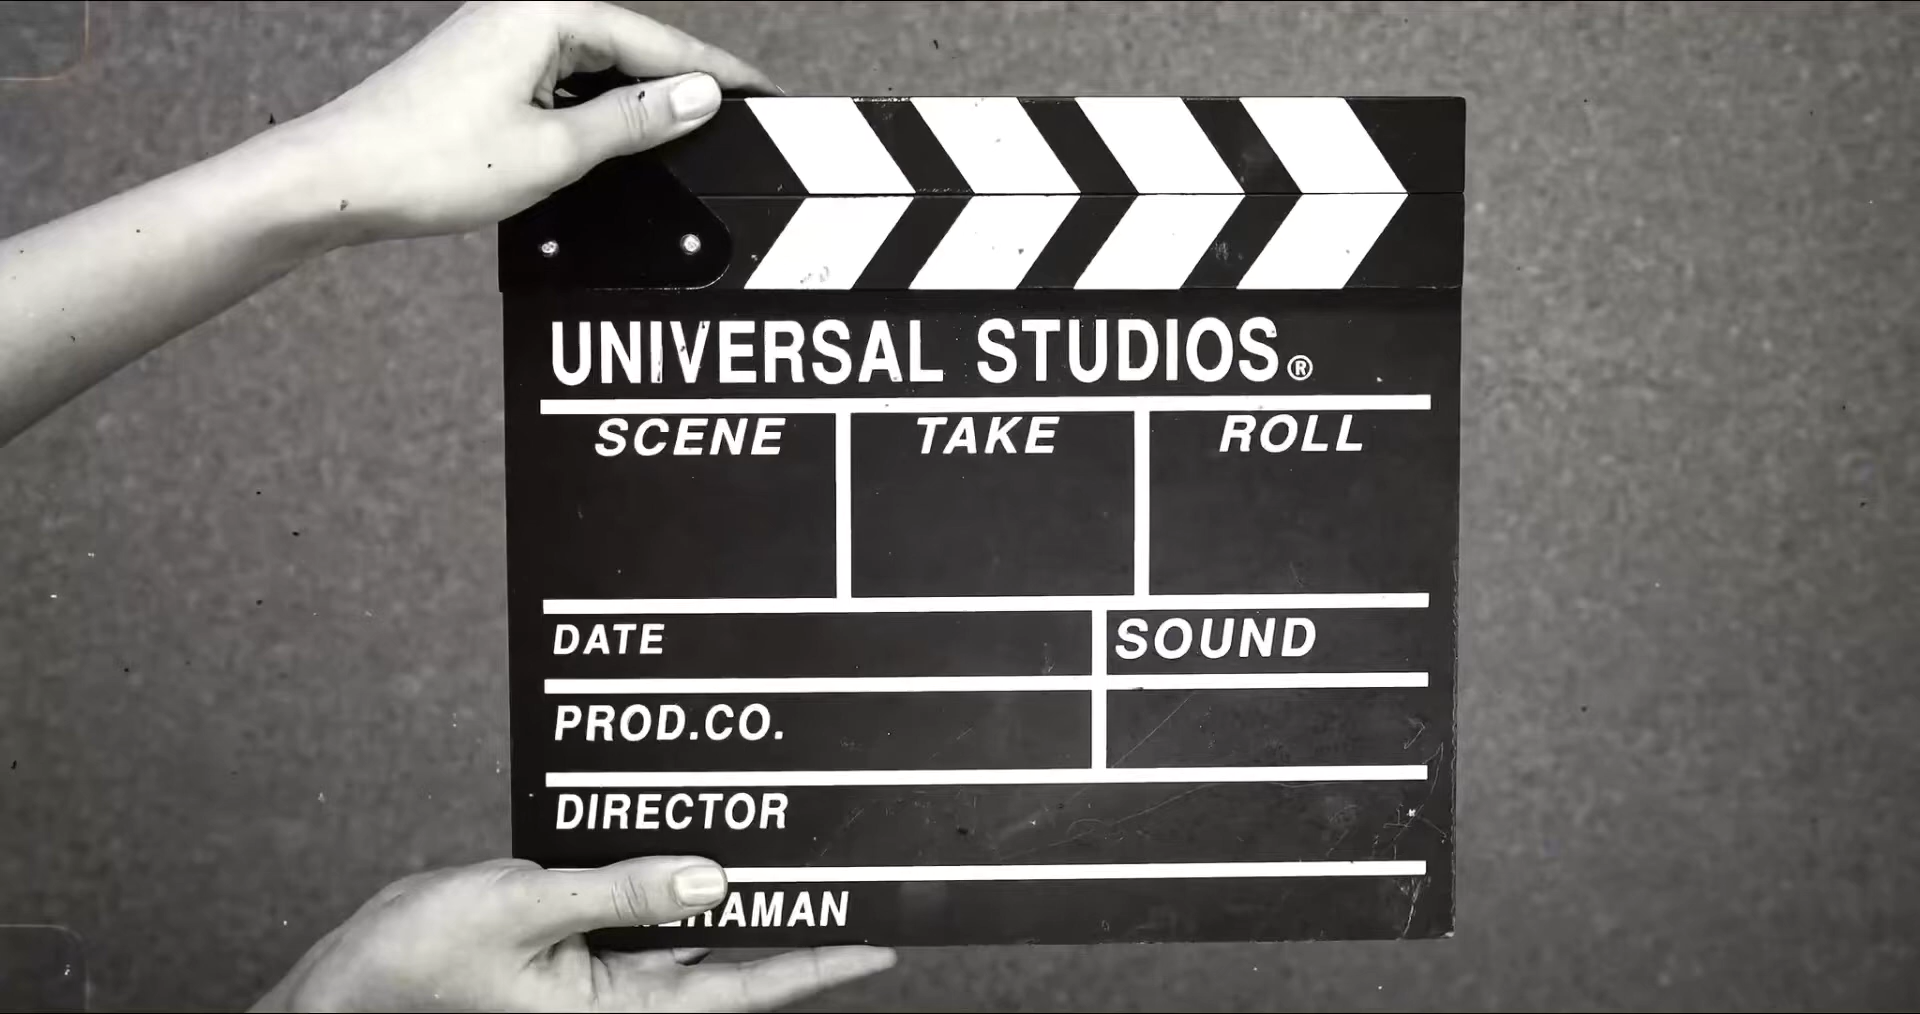 UNIVERSAL STUDIOS®
SCENE TAKE ROLL
DATE SOUND
PROD.CO.
DIRECTOR